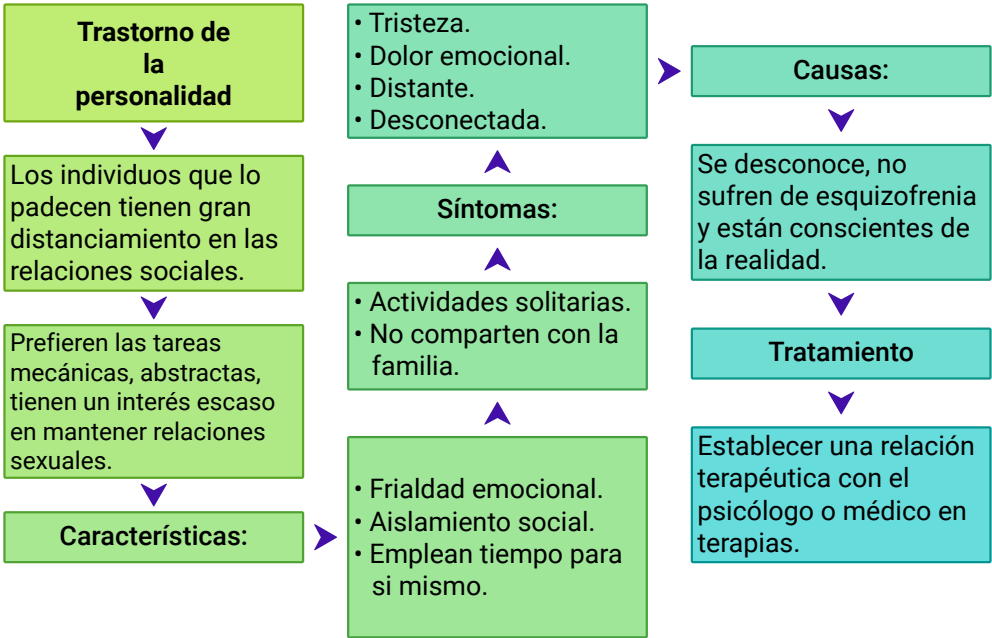 Trastorno de
la
personalidad
Los individuos que lo
padecen tienen gran
distanciamiento en las
relaciones sociales.
Prefieren las tareas
mecánicas, abstractas,
tienen un interés escaso
en mantener relaciones
sexuales.
Características:
• Frialdad emocional.
• Aislamiento social.
• Emplean tiempo para
si mismo.
• Actividades solitarias.
• No comparten con la
familia.
Síntomas:
• Tristeza.
• Dolor emocional.
• Distante.
• Desconectada.
Causas:
Se desconoce, no
sufren de esquizofrenia
y están conscientes de
la realidad.
Tratamiento
Establecer una relación
terapéutica con el
psicólogo o médico en
terapias.